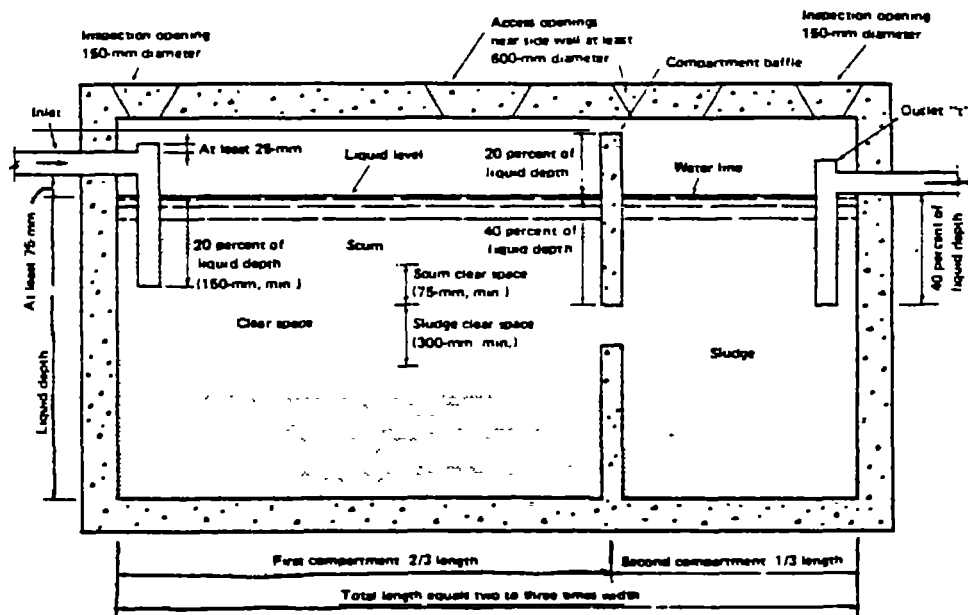 Inspection opening
150-mm diameter
Access openings
near side wall at least
600-mm diameter
Inspection opening
150-mm diameter
Compartment baffle
Outlet "t"
Inlet
At least 25-mm
Liquid level
20 percent of
liquid depth
Water line
At least 75 mm
20 percent of
liquid depth
(150-mm, min.)
Scum
40 percent of
liquid depth
40 percent of
liquid depth
Scum clear space
(75-mm, min.)
Clear space
Sludge clear space
(300-mm min.)
Sludge
Liquid depth
First compartment 2/3 length
Second compartment 1/3 length
Total length equals two to three times width